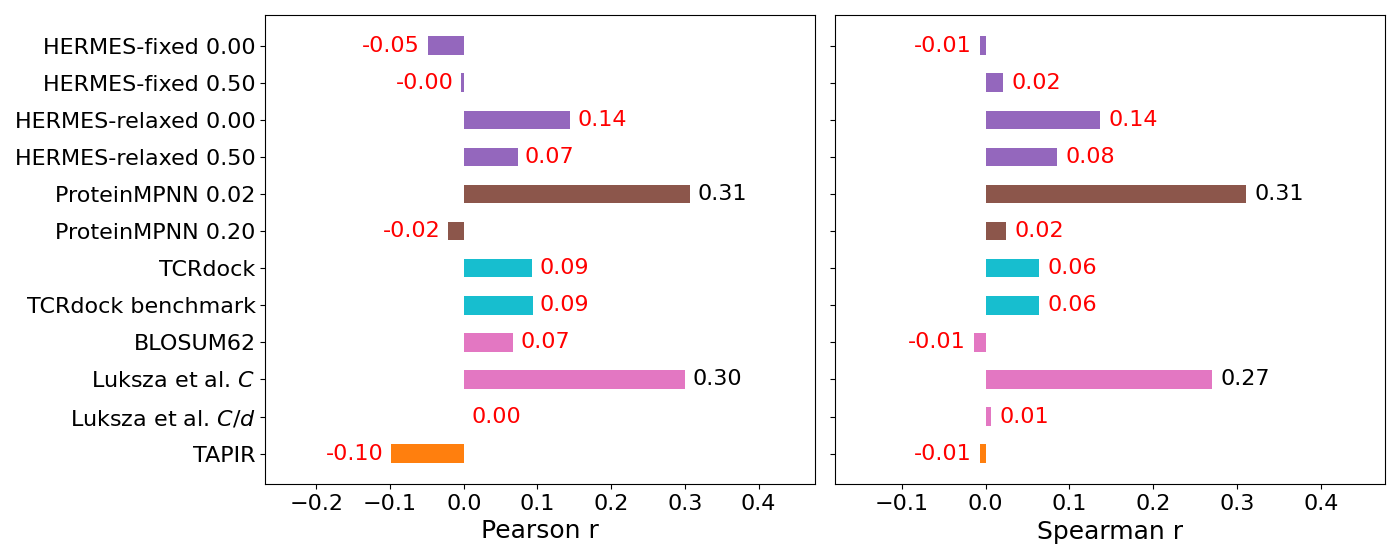 HERMES-fixed 0.00 -0.05 -0.01
HERMES-fixed 0.50 -0.00 0.02
HERMES-relaxed 0.00 0.14 0.14
HERMES-relaxed 0.50 0.07 0.08
ProteinMPNN 0.02 0.31 0.31
ProteinMPNN 0.20 -0.02 0.02
TCRdock 0.09 0.06
TCRdock benchmark 0.09 0.06
BLOSUM62 0.07 -0.01
Luksza et al. C 0.30 0.27
Luksza et al. C/d 0.00 0.01
TAPIR -0.10 -0.01
−0.2 −0.1 0.0 0.1 0.2 0.3 0.4 −0.1 0.0 0.1 0.2 0.3 0.4
Pearson r Spearman r